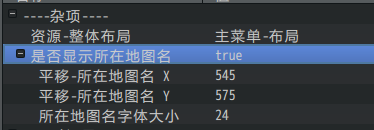 ----杂项----
资源-整体布局 主菜单-布局
是否显示所在地图名 true
平移-所在地图名 X 545
平移-所在地图名 Y 575
所在地图名字体大小 24